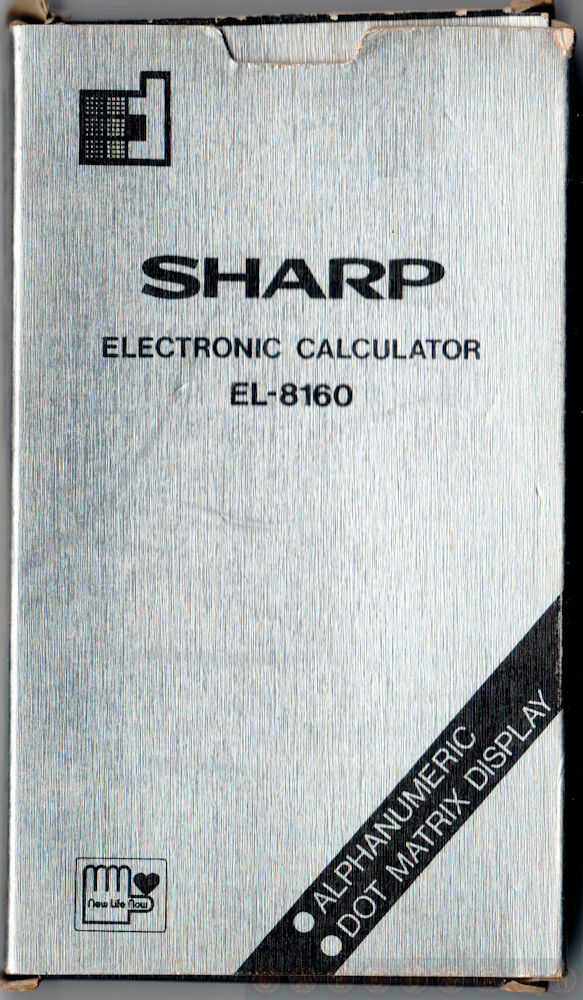 SHARP
ELECTRONIC CALCULATOR
EL-8160
● ALPHANUMERIC
● DOT MATRIX DISPLAY
New Life Now